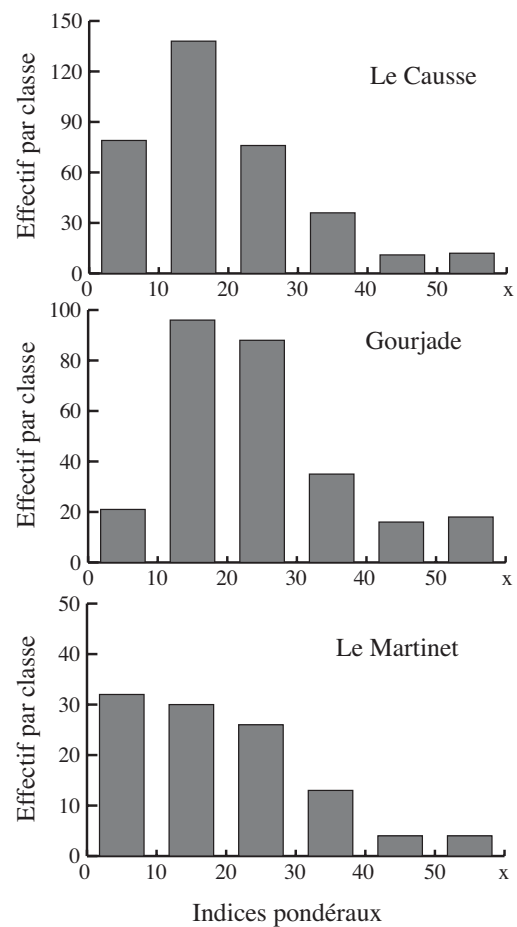 150
Le Causse
120
90
60
30
0
Effectif par classe
0 10 20 30 40 50 x
100
Gourjade
80
60
40
20
0
Effectif par classe
0 10 20 30 40 50 x
50
Le Martinet
40
30
20
10
0
Effectif par classe
0 10 20 30 40 50 x
Indices pondéraux